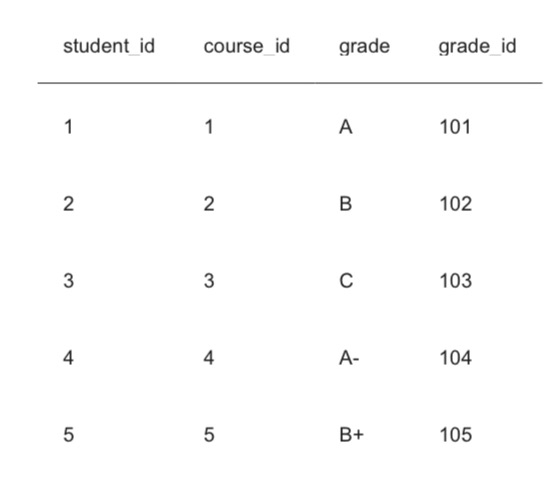 student_id course_id grade grade_id
1 1 A 101
2 2 B 102
3 3 C 103
4 4 A- 104
5 5 B+ 105